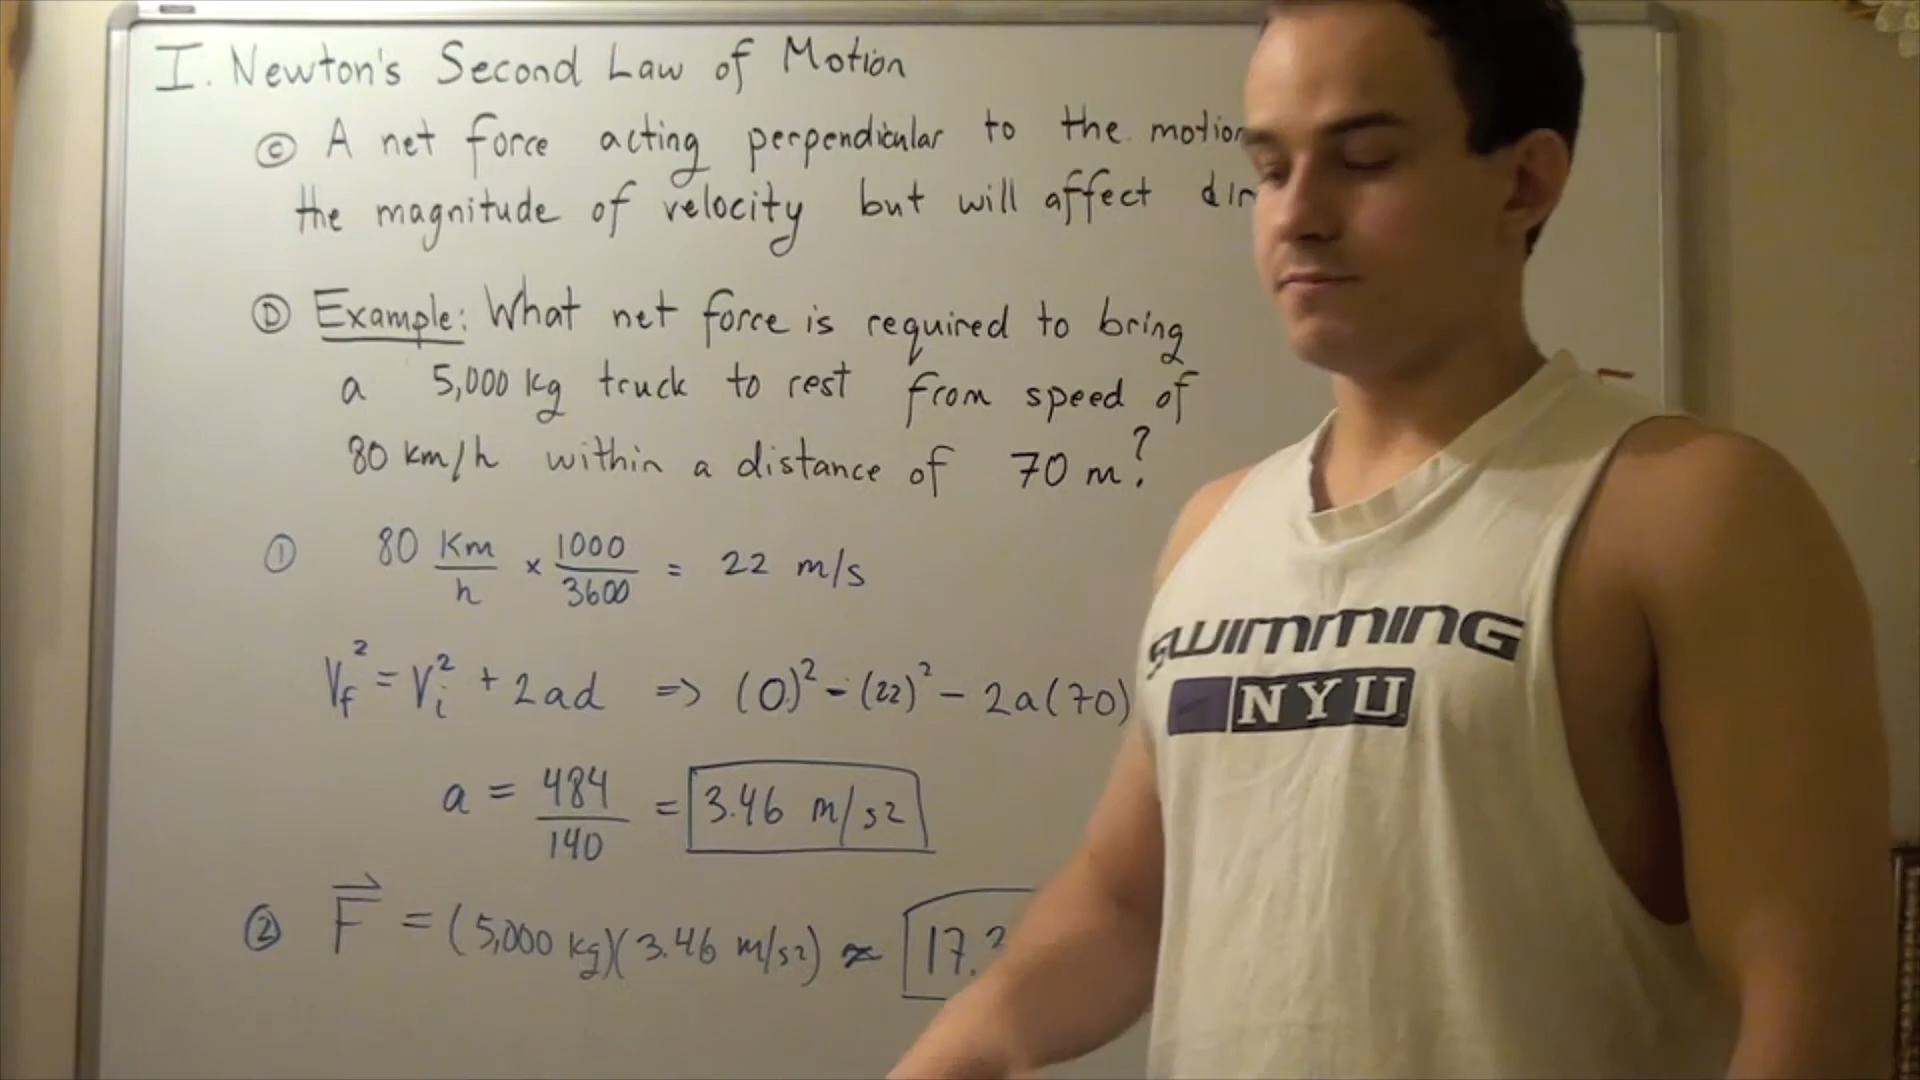 I. Newton's Second Law of Motion
Ⓒ A net force acting perpendicular to the motion
the magnitude of velocity but will affect
Ⓓ Example: What net force is required to bring
a 5,000 kg truck to rest from speed of
80 km/h within a distance of 70 m?
① 80 Km/h × 1000/3600 = 22 m/s
Vf² = Vi² + 2ad => (0)² - (22)² - 2a(70)
a = 484/140 = 3.46 m/s2
② F⃗ = (5,000 kg)(3.46 m/s2) ≈ 17.
SWIMMING
NYU